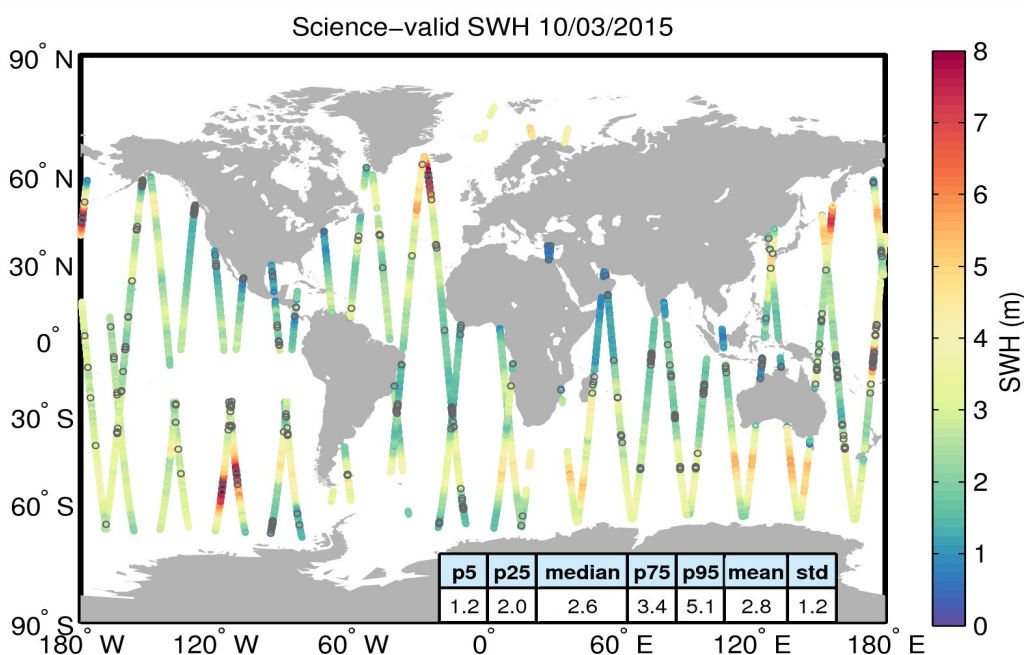 Science−valid SWH 10/03/2015
90° N
60° N
30° N
0°
30° S
60° S
90° S
180° W
120° W
60° W
0°
60° E
120° E
180° E
p5 p25 median p75 p95 mean std
1.2 2.0 2.6 3.4 5.1 2.8 1.2
8
7
6
5
4
3
2
1
0
SWH (m)